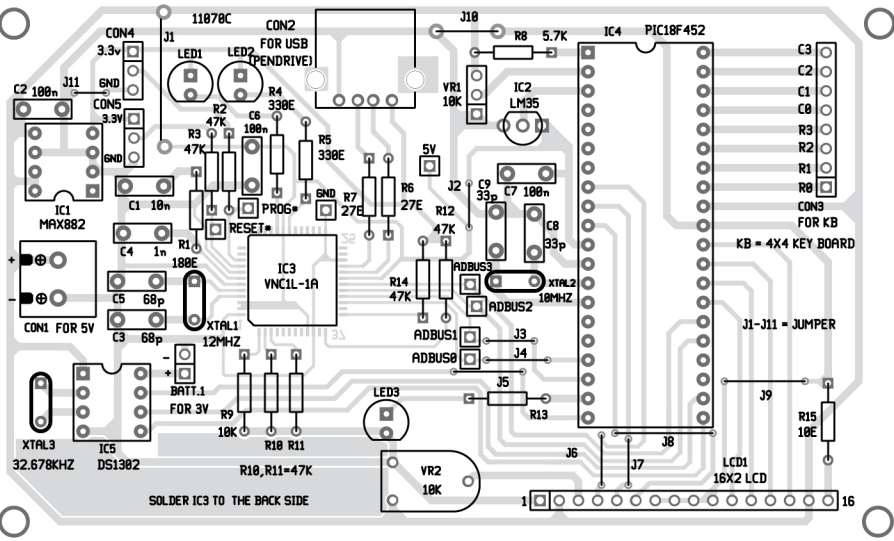 11070C
CON2
FOR USB
(PENDRIVE)
J10
R8 5.7K
IC4 PIC18F452
CON4
3.3v
GND
J1
LED1
LED2
VR1
10K
IC2
LM35
C3
C2
C1
C0
R3
R2
R1
R0
CON3
FOR KB
KB = 4X4 KEY BOARD
C2 100n
J11
CON5
3.3V
GND
R3
47K
R2
47K
C6
100n
R4
330E
R5
330E
5V
IC1
MAX882
C1 10n
C4 1n
R1
180E
PROG*
RESET*
GND
R7
27E
R6
27E
J2
C9
33p
C7 100n
C8
33p
R12
47K
+
-
CON1 FOR 5V
C5 68p
C3 68p
XTAL1
12MHZ
IC3
VNC1L-1A
25
37
R14
47K
ADBUS3
ADBUS2
ADBUS1
ADBUS0
XTAL2
10MHZ
J3
J4
J5
R13
J1-J11 = JUMPER
J9
R15
10E
-
+
BATT.1
FOR 3V
XTAL3
32.678KHZ
IC5
DS1302
R9
10K
R10 R11
R10,R11=47K
LED3
VR2
10K
J6
J7
J8
LCD1
16X2 LCD
SOLDER IC3 TO THE BACK SIDE
1
16